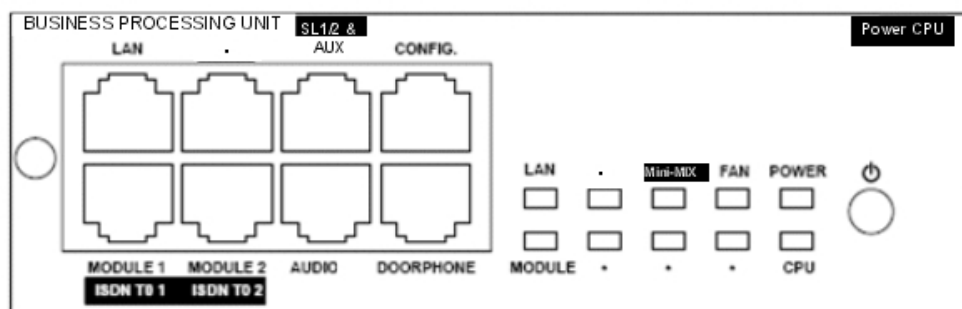 BUSINESS PROCESSING UNIT
SL1/2 &
AUX
Power CPU
LAN
.
CONFIG.
LAN
.
Mini-MIX
FAN
POWER
MODULE 1
MODULE 2
AUDIO
DOORPHONE
MODULE
.
.
.
CPU
ISDN T0 1
ISDN T0 2